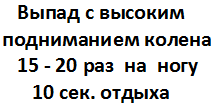 Выпад с высоким
подниманием колена
15 - 20 раз на ногу
10 сек. отдыха